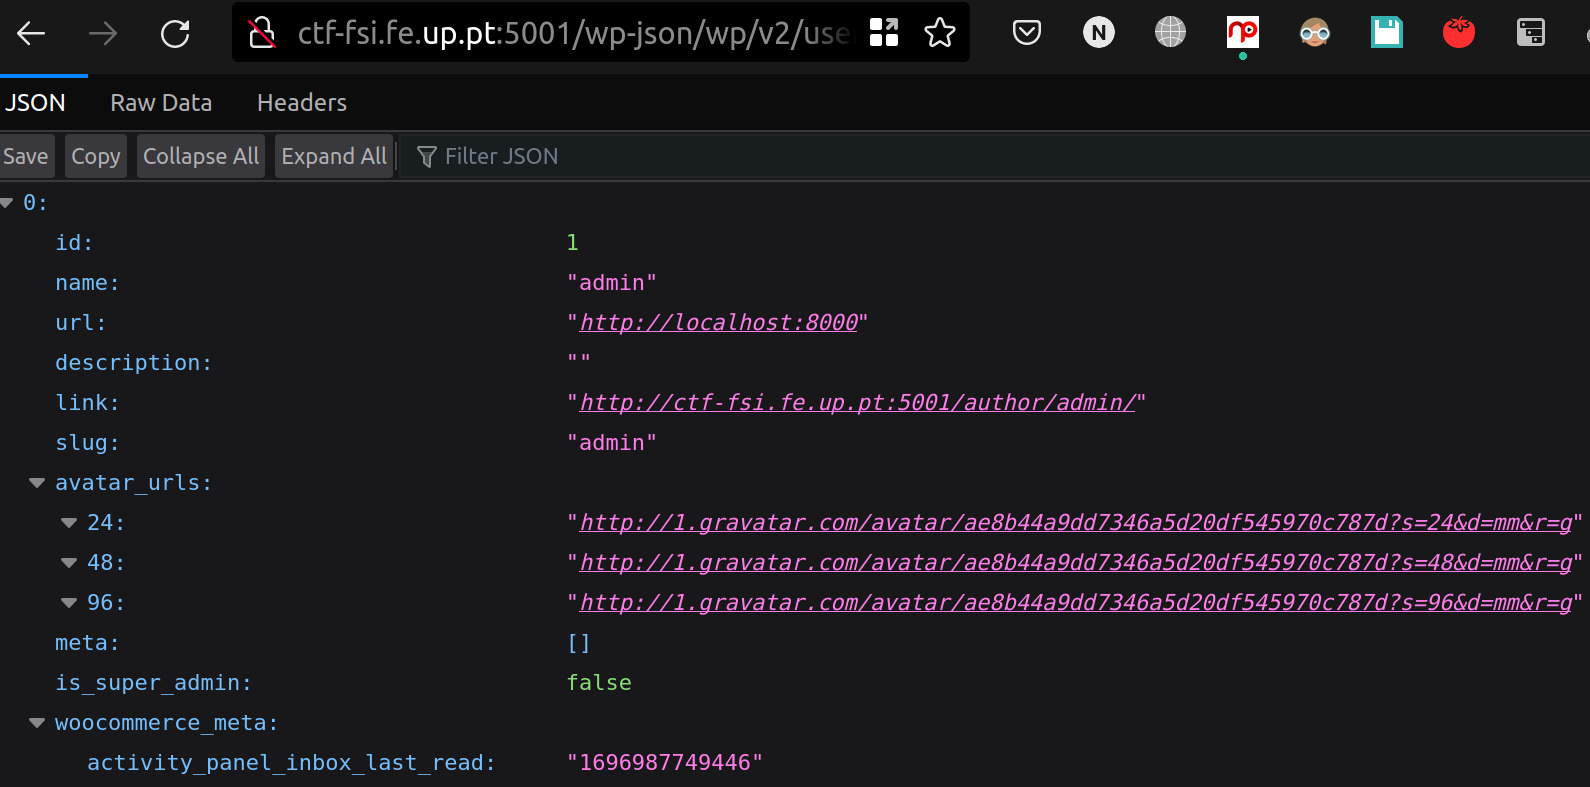 ctf-fsi.fe.up.pt:5001/wp-json/wp/v2/use
N
JSON Raw Data Headers
Save Copy Collapse All Expand All Filter JSON
0:
id: 1
name: "admin"
url: "http://localhost:8000"
description: ""
link: "http://ctf-fsi.fe.up.pt:5001/author/admin/"
slug: "admin"
avatar_urls:
24: "http://1.gravatar.com/avatar/ae8b44a9dd7346a5d20df545970c787d?s=24&d=mm&r=g"
48: "http://1.gravatar.com/avatar/ae8b44a9dd7346a5d20df545970c787d?s=48&d=mm&r=g"
96: "http://1.gravatar.com/avatar/ae8b44a9dd7346a5d20df545970c787d?s=96&d=mm&r=g"
meta: []
is_super_admin: false
woocommerce_meta:
activity_panel_inbox_last_read: "1696987749446"